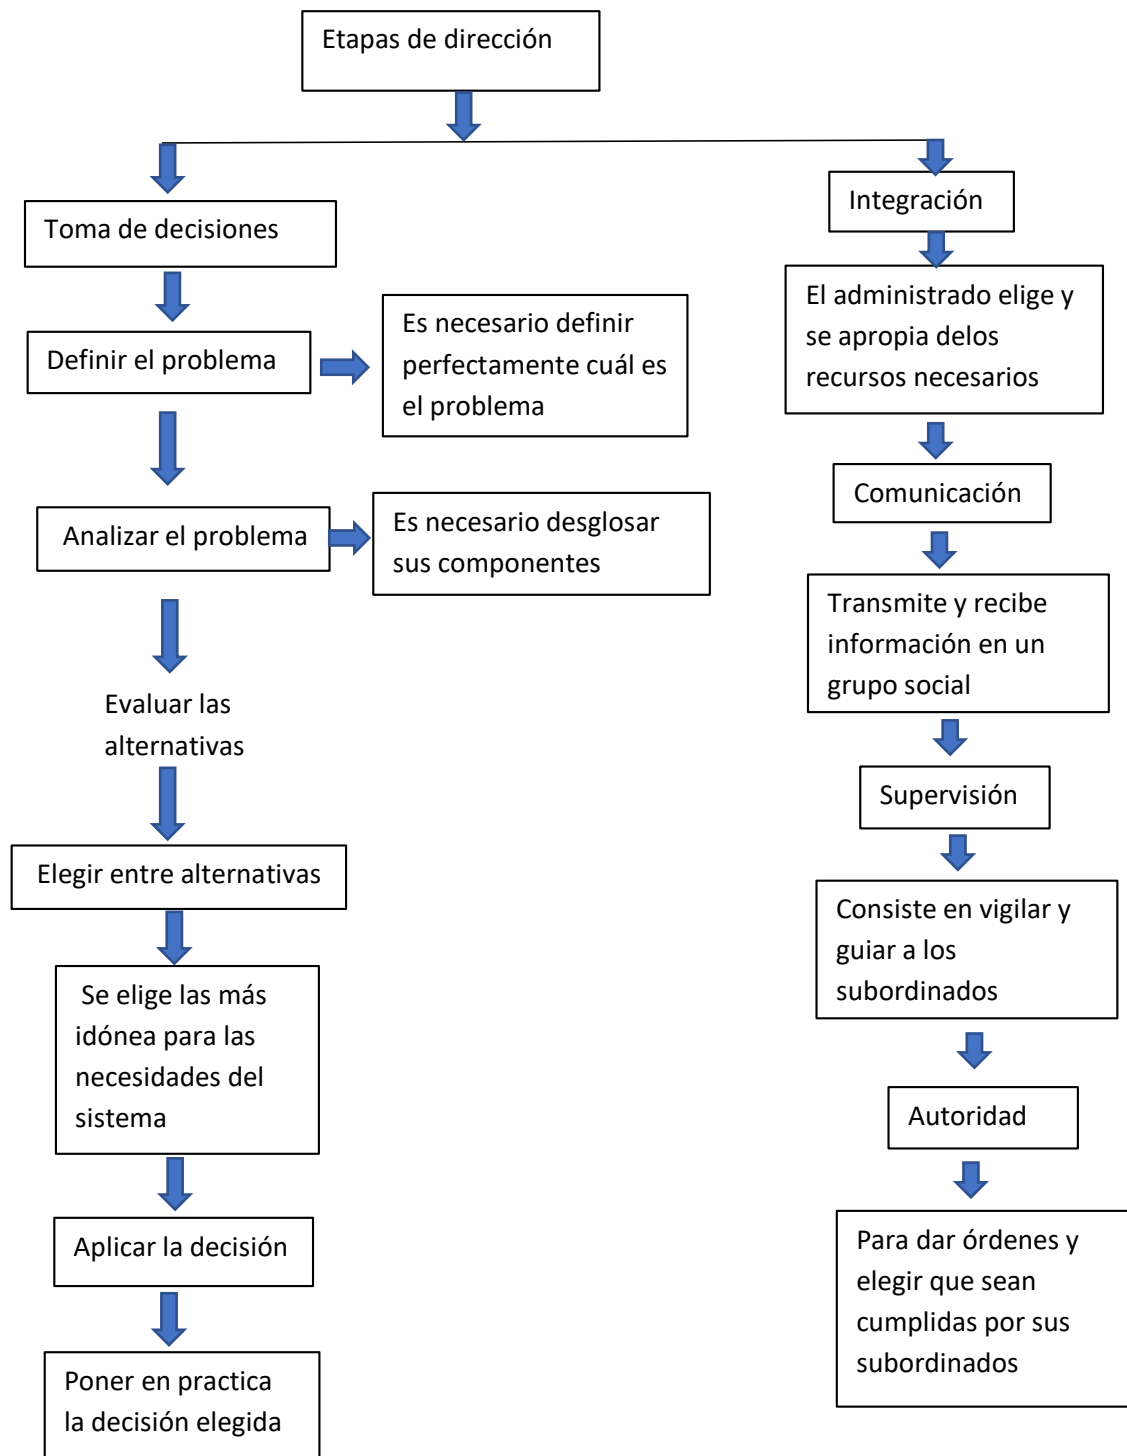 Etapas de dirección
Toma de decisiones
Definir el problema
Es necesario definir
perfectamente cuál es
el problema
Analizar el problema
Es necesario desglosar
sus componentes
Evaluar las
alternativas
Elegir entre alternativas
Se elige las más
idónea para las
necesidades del
sistema
Aplicar la decisión
Poner en practica
la decisión elegida
Integración
El administrado elige y
se apropia delos
recursos necesarios
Comunicación
Transmite y recibe
información en un
grupo social
Supervisión
Consiste en vigilar y
guiar a los
subordinados
Autoridad
Para dar órdenes y
elegir que sean
cumplidas por sus
subordinados